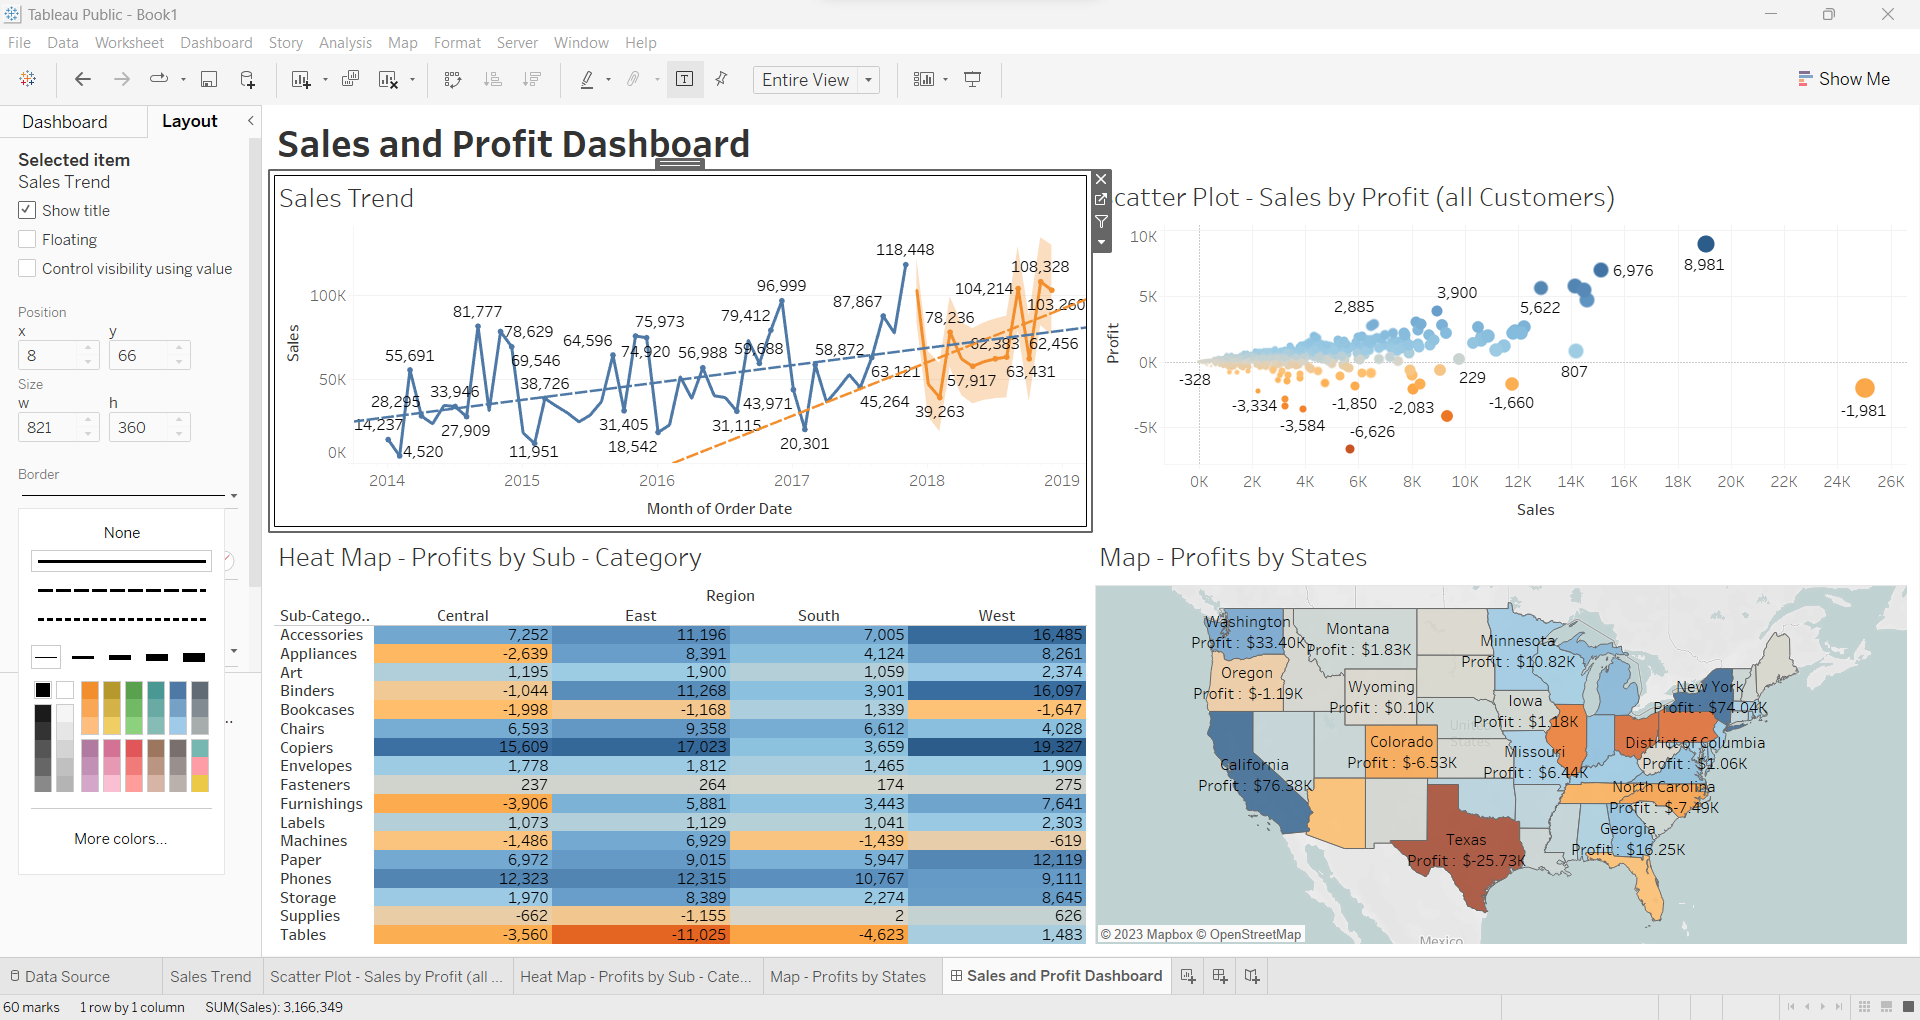 Tableau Public - Book1
File Data Worksheet Dashboard Story Analysis Map Format Server Window Help
Entire View
Show Me
Dashboard Layout
Selected item
Sales Trend
Show title
Floating
Control visibility using value
Position
x y
8 66
Size
w h
821 360
Border
None
More colors...
Sales and Profit Dashboard
Sales Trend
Sales
100K
50K
0K
118,448
108,328
96,999
104,214
87,867
103,260
81,777
79,412
78,236
75,973
78,629
64,596
59,688
62,383
62,456
74,920
56,988
58,872
55,691
69,546
63,121
63,431
38,726
57,917
33,946
28,295
43,971
45,264
39,263
14,237
27,909
31,405
31,115
18,542
20,301
4,520
11,951
2014 2015 2016 2017 2018 2019
Month of Order Date
catter Plot - Sales by Profit (all Customers)
Profit
10K
5K
0K
-5K
8,981
6,976
3,900
2,885
5,622
-328
229
807
-3,334
-1,850
-2,083
-1,660
-1,981
-3,584
-6,626
0K 2K 4K 6K 8K 10K 12K 14K 16K 18K 20K 22K 24K 26K
Sales
Heat Map - Profits by Sub - Category
Region
Sub-Catego.. Central East South West
Accessories 7,252 11,196 7,005 16,485
Appliances -2,639 8,391 4,124 8,261
Art 1,195 1,900 1,059 2,374
Binders -1,044 11,268 3,901 16,097
Bookcases -1,998 -1,168 1,339 -1,647
Chairs 6,593 9,358 6,612 4,028
Copiers 15,609 17,023 3,659 19,327
Envelopes 1,778 1,812 1,465 1,909
Fasteners 237 264 174 275
Furnishings -3,906 5,881 3,443 7,641
Labels 1,073 1,129 1,041 2,303
Machines -1,486 6,929 -1,439 -619
Paper 6,972 9,015 5,947 12,119
Phones 12,323 12,315 10,767 9,111
Storage 1,970 8,389 2,274 8,645
Supplies -662 -1,155 2 626
Tables -3,560 -11,025 -4,623 1,483
Map - Profits by States
Washington
Profit : $33.40K
Montana
Profit : $1.83K
Minnesota
Profit : $10.82K
Oregon
Profit : $-1.19K
Wyoming
Profit : $0.10K
Iowa
Profit : $1.18K
New York
Profit : $74.04K
United
States
Colorado
Profit : $-6.53K
Missouri
Profit : $6.44K
District of Columbia
Profit : $1.06K
California
Profit : $76.38K
North Carolina
Profit : $-7.49K
Georgia
Profit : $16.25K
Texas
Profit : $-25.73K
Mexico
© 2023 Mapbox © OpenStreetMap
Data Source Sales Trend Scatter Plot - Sales by Profit (all ... Heat Map - Profits by Sub - Cate... Map - Profits by States Sales and Profit Dashboard
60 marks 1 row by 1 column SUM(Sales): 3,166,349